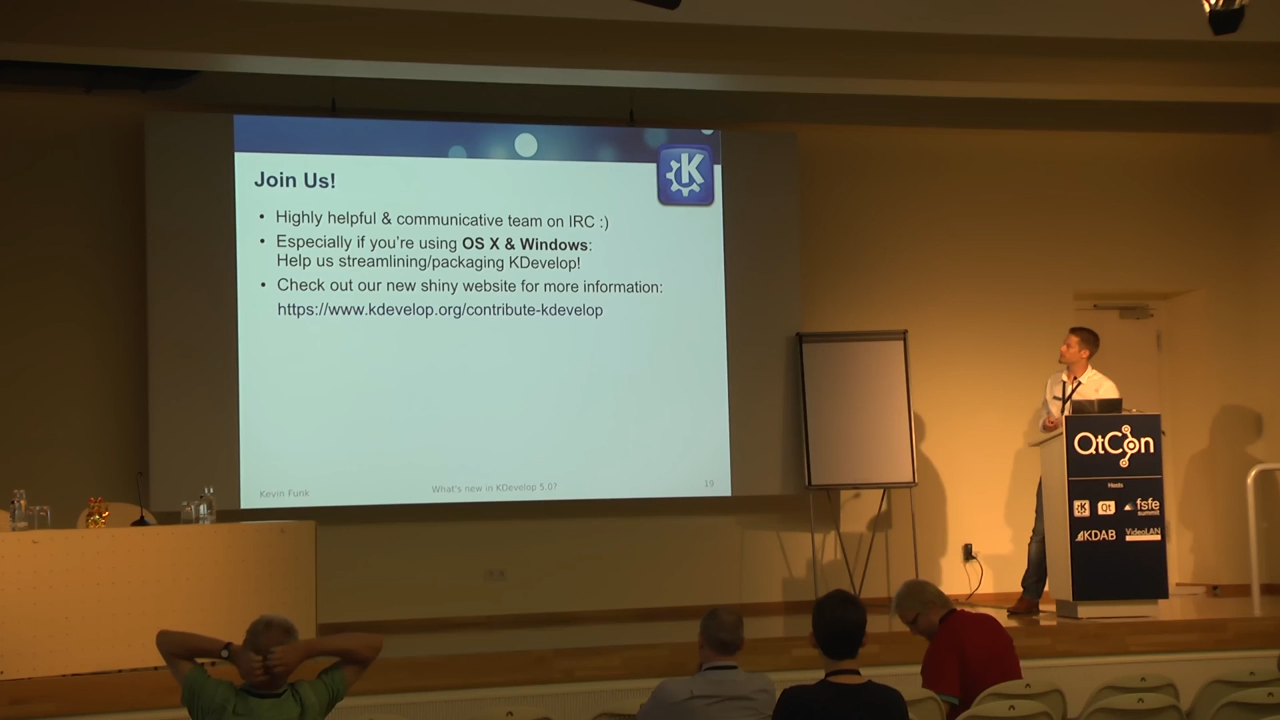 Join Us!
• Highly helpful & communicative team on IRC :)
• Especially if you're using OS X & Windows:
Help us streamlining/packaging KDevelop!
• Check out our new shiny website for more information:
https://www.kdevelop.org/contribute-kdevelop
Kevin Funk
What's new in KDevelop 5.0?
19
QtCon
Hosts
K
Qt
fsfe
summit
KDAB
VideoLAN